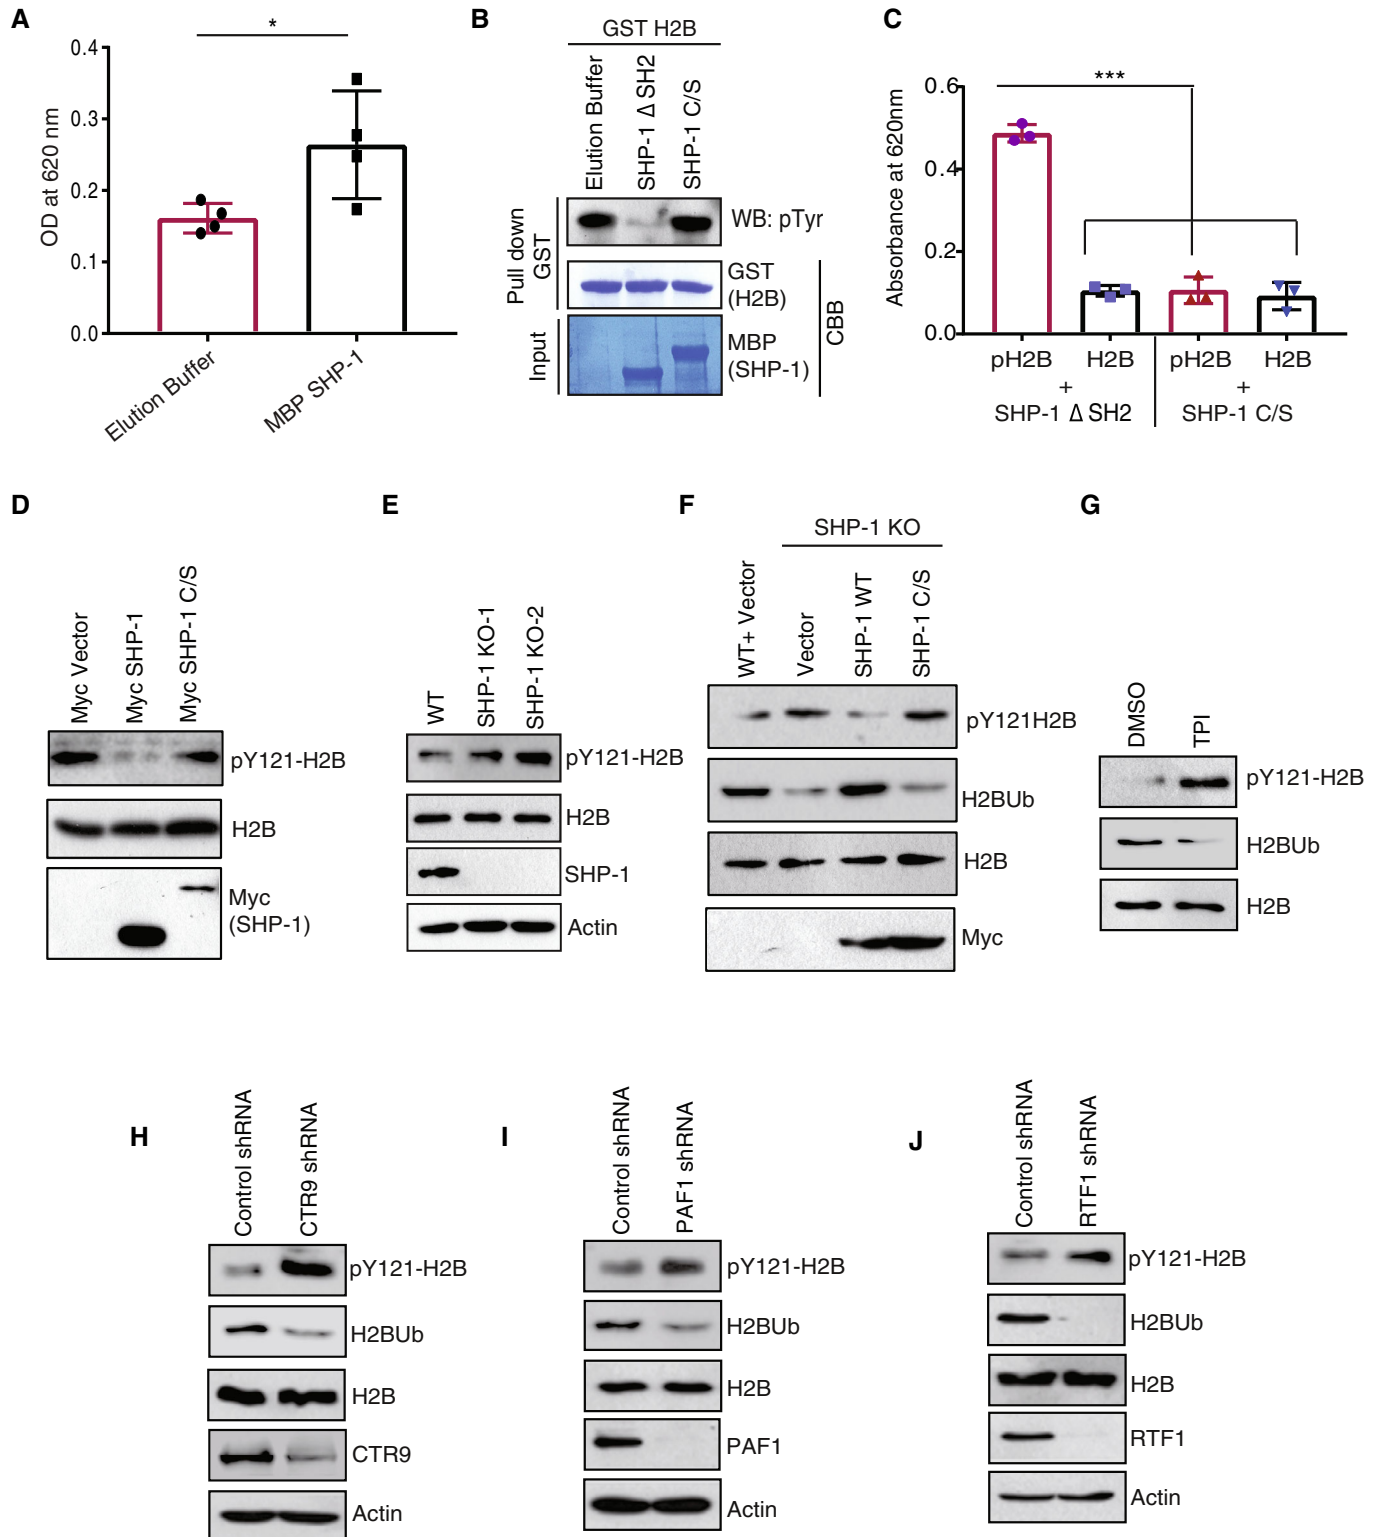 A
*
OD at 620 nm
0.4
0.3
0.2
0.1
0.0
Elution Buffer
MBP SHP-1
B
GST H2B
Elution Buffer
SHP-1 Δ SH2
SHP-1 C/S
Pull down
GST
WB: pTyr
GST
(H2B)
Input
MBP
(SHP-1)
CBB
C
***
Absorbance at 620nm
0.6
0.4
0.2
0.0
pH2B
H2B
pH2B
H2B
+
+
SHP-1 Δ SH2
SHP-1 C/S
D
Myc Vector
Myc SHP-1
Myc SHP-1 C/S
pY121-H2B
H2B
Myc
(SHP-1)
E
WT
SHP-1 KO-1
SHP-1 KO-2
pY121-H2B
H2B
SHP-1
Actin
F
SHP-1 KO
WT+ Vector
Vector
SHP-1 WT
SHP-1 C/S
pY121H2B
H2BUb
H2B
Myc
G
DMSO
TPI
pY121-H2B
H2BUb
H2B
H
Control shRNA
CTR9 shRNA
pY121-H2B
H2BUb
H2B
CTR9
Actin
I
Control shRNA
PAF1 shRNA
pY121-H2B
H2BUb
H2B
PAF1
Actin
J
Control shRNA
RTF1 shRNA
pY121-H2B
H2BUb
H2B
RTF1
Actin